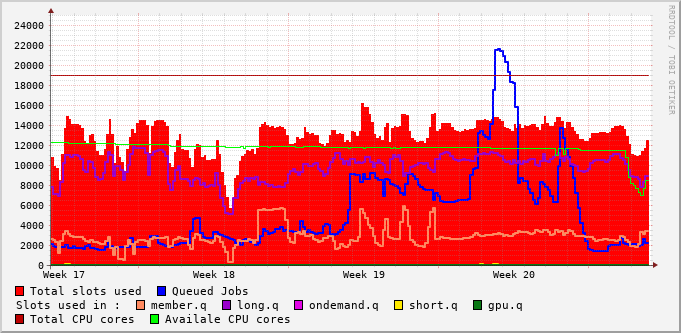 24000
22000
20000
18000
16000
14000
12000
10000
8000
6000
4000
2000
0
Week 17 Week 18 Week 19 Week 20
Total slots used Queued Jobs
Slots used in : member.q long.q ondemand.q short.q gpu.q
Total CPU cores Availale CPU cores
RRDTOOL / TOBI OETIKER